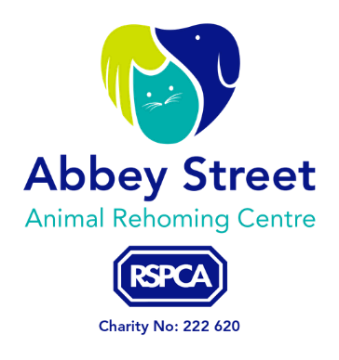 Abbey Street
Animal Rehoming Centre
RSPCA
Charity No: 222 620